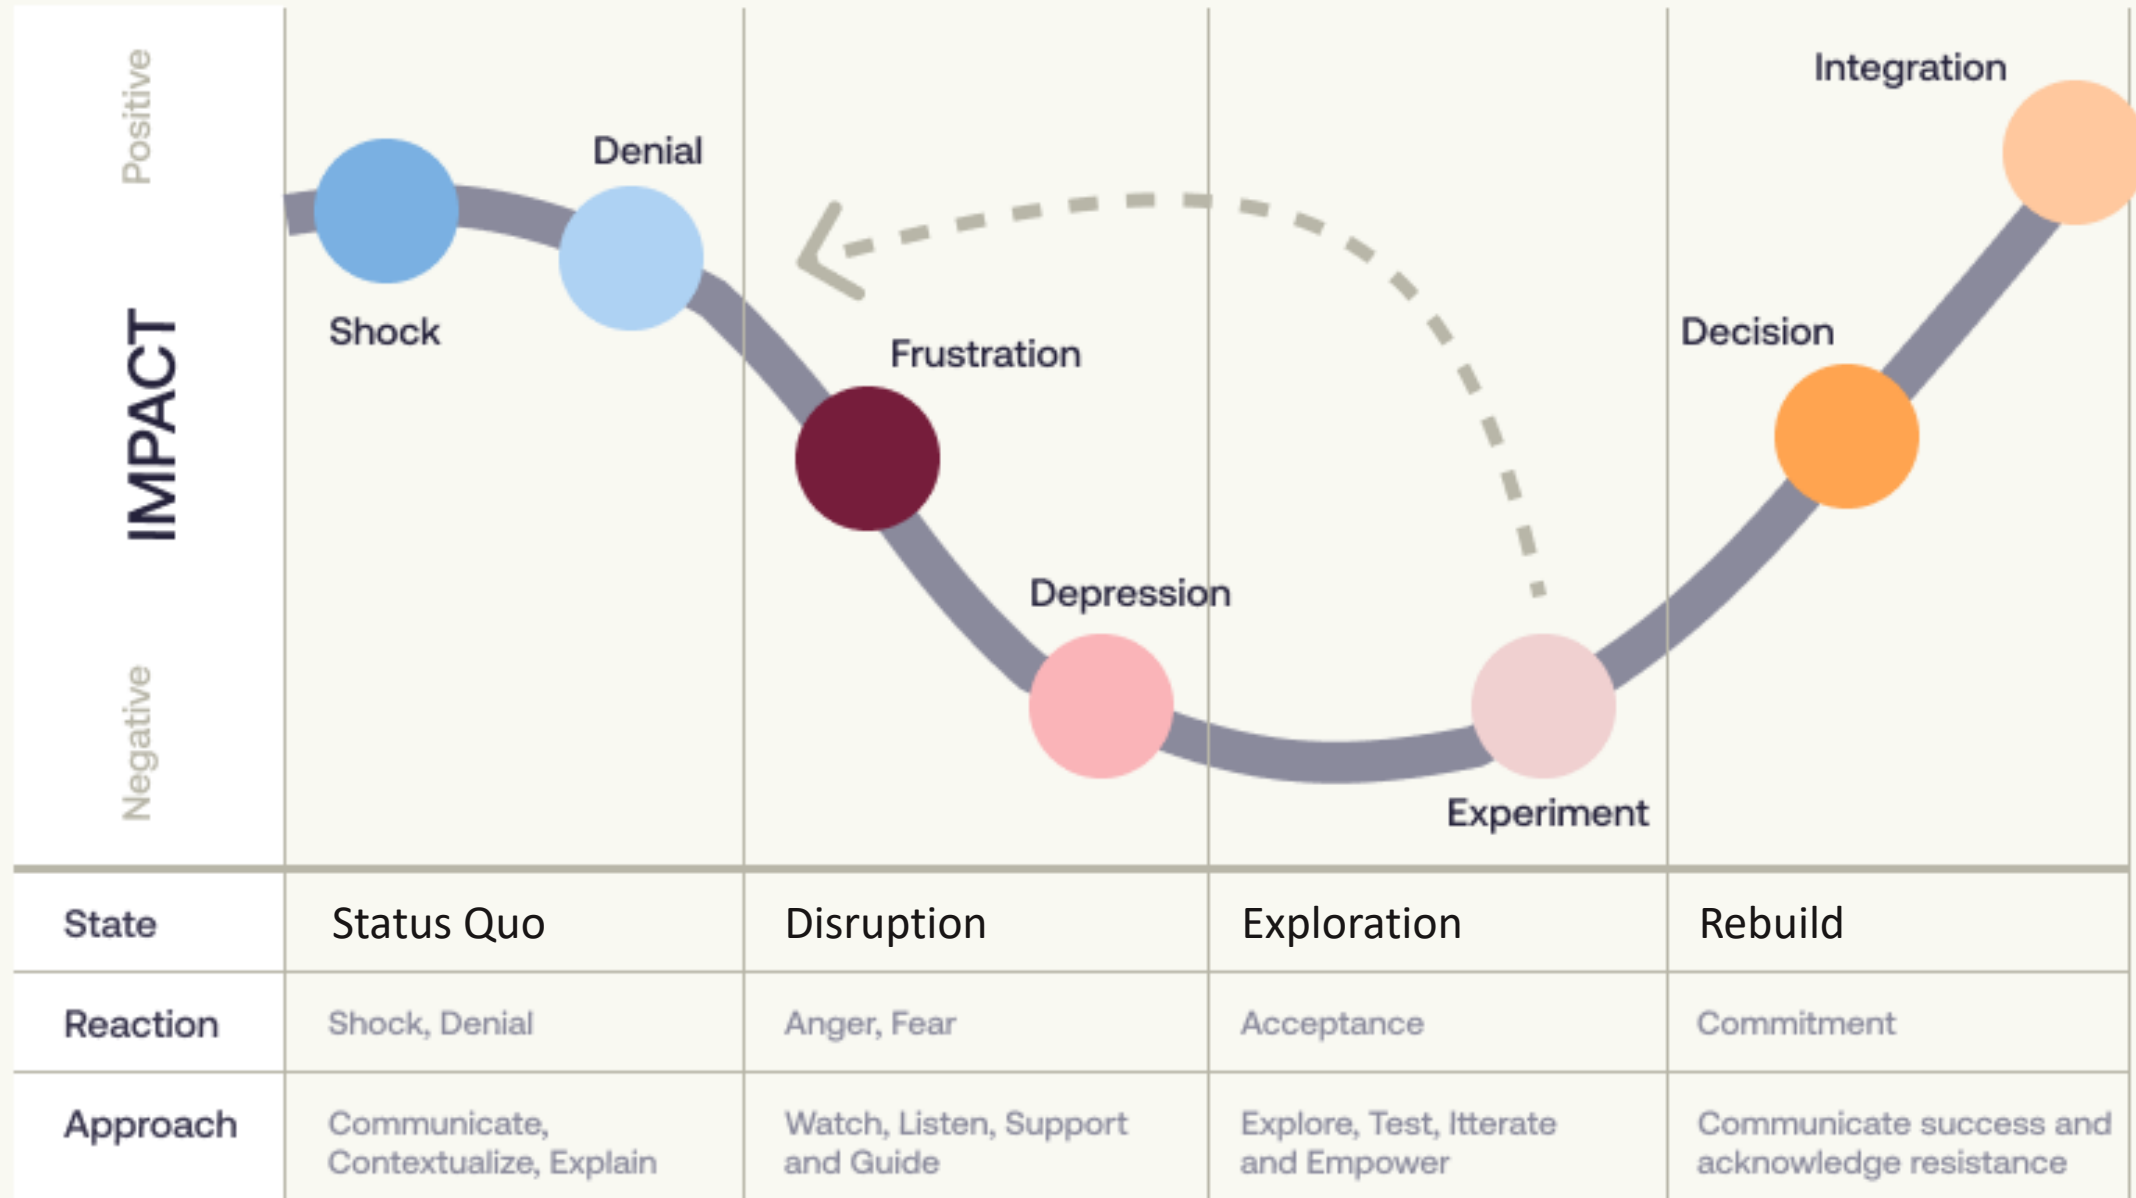 Positive
IMPACT
Negative
Shock
Denial
Frustration
Depression
Experiment
Decision
Integration
State
Status Quo
Disruption
Exploration
Rebuild
Reaction
Shock, Denial
Anger, Fear
Acceptance
Commitment
Approach
Communicate,
Contextualize, Explain
Watch, Listen, Support
and Guide
Explore, Test, Itterate
and Empower
Communicate success and
acknowledge resistance